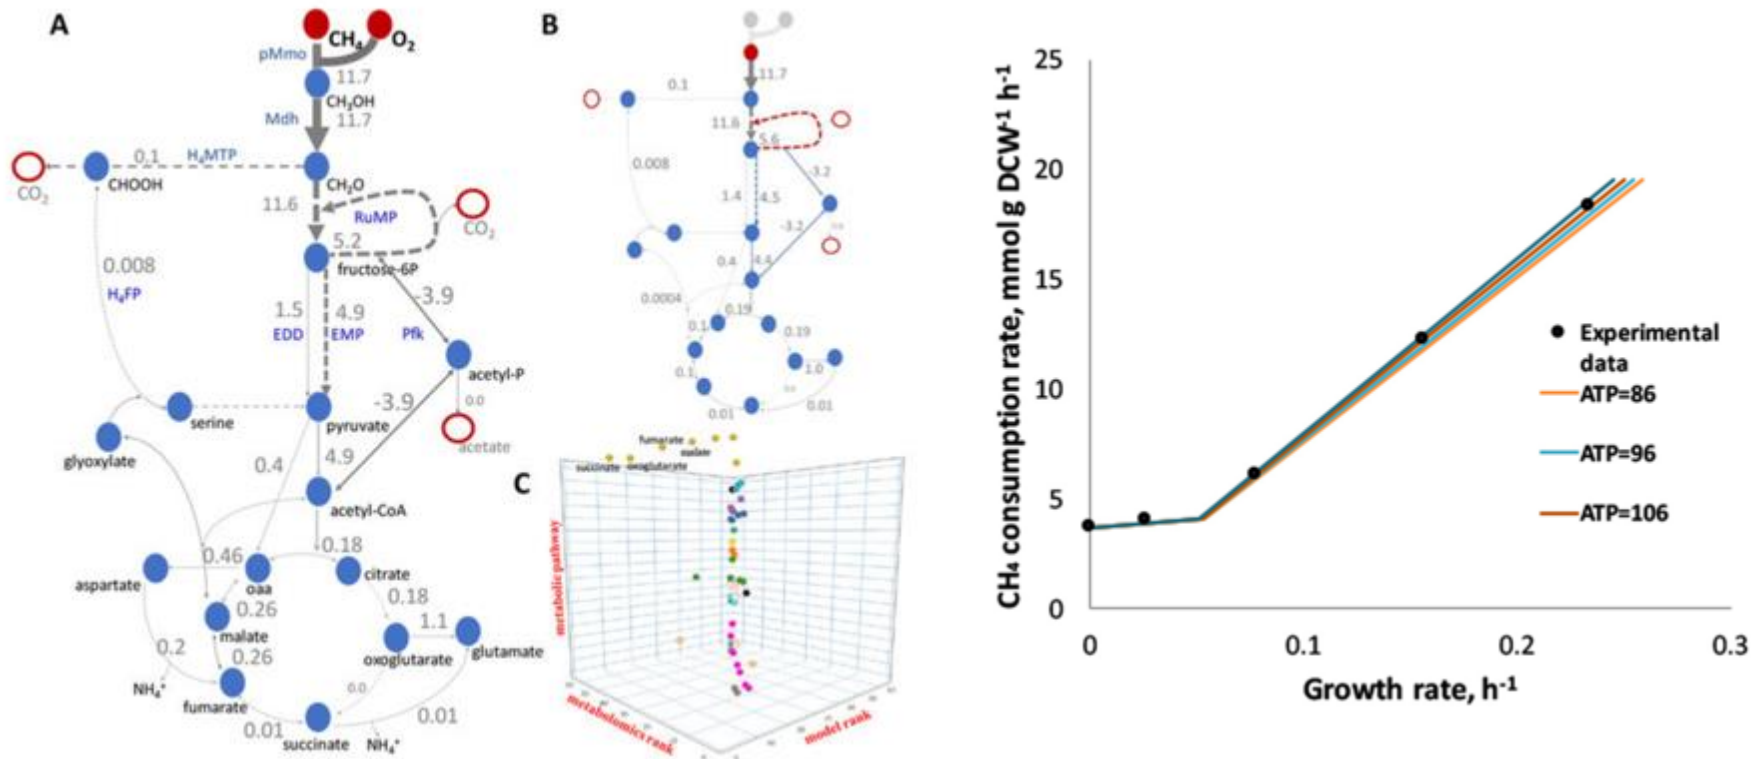 A
CH₄
O₂
pMmo
11.7
CH₃OH
Mdh
11.7
0.1
H₄MTP
CO₂
CHOOH
CH₂O
11.6
RuMP
CO₂
5.2
fructose-6P
0.008
H₄FP
-3.9
1.5
4.9
EDD
EMP
Pfk
acetyl-P
-3.9
0.0
serine
pyruvate
acetate
glyoxylate
0.4
4.9
acetyl-CoA
0.46
0.18
aspartate
oaa
citrate
0.26
0.18
malate
1.1
0.2
0.26
oxoglutarate
glutamate
NH₄⁺
fumarate
0.0
0.01
0.01
succinate
NH₄⁺
B
11.7
0.1
11.6
5.6
0.008
-3.2
1.4
4.5
-3.2
0.4
4.4
0.0004
0.19
0.1
0.19
0.1
1.0
0.01
0.01
C
fumarate
malate
succinate
oxoglutarate
metabolic pathway
metabolomics rank
model rank
CH₄ consumption rate, mmol g DCW⁻¹ h⁻¹
25
20
15
10
5
0
0
0.1
0.2
0.3
Growth rate, h⁻¹
Experimental
data
ATP=86
ATP=96
ATP=106